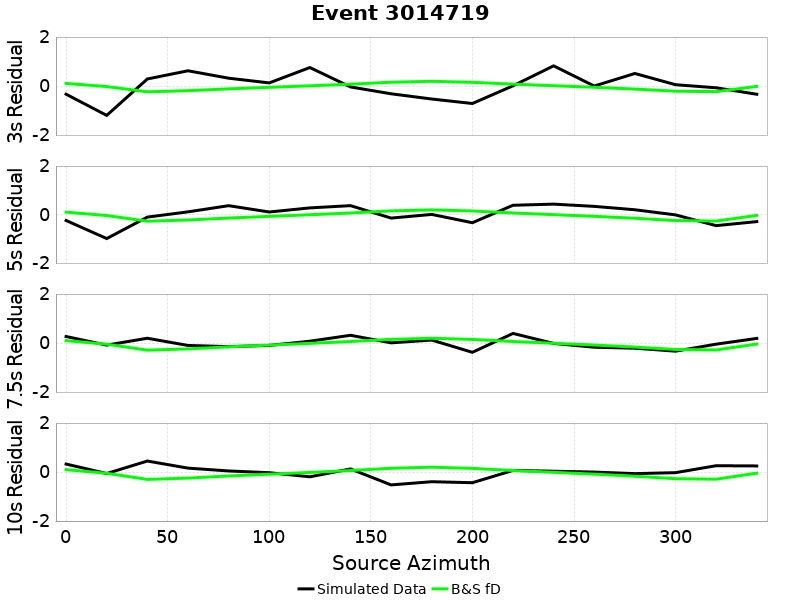 Event 3014719
3s Residual
2
0
-2
5s Residual
2
0
-2
7.5s Residual
2
0
-2
10s Residual
2
0
-2
0 50 100 150 200 250 300
Source Azimuth
Simulated Data B&S fD